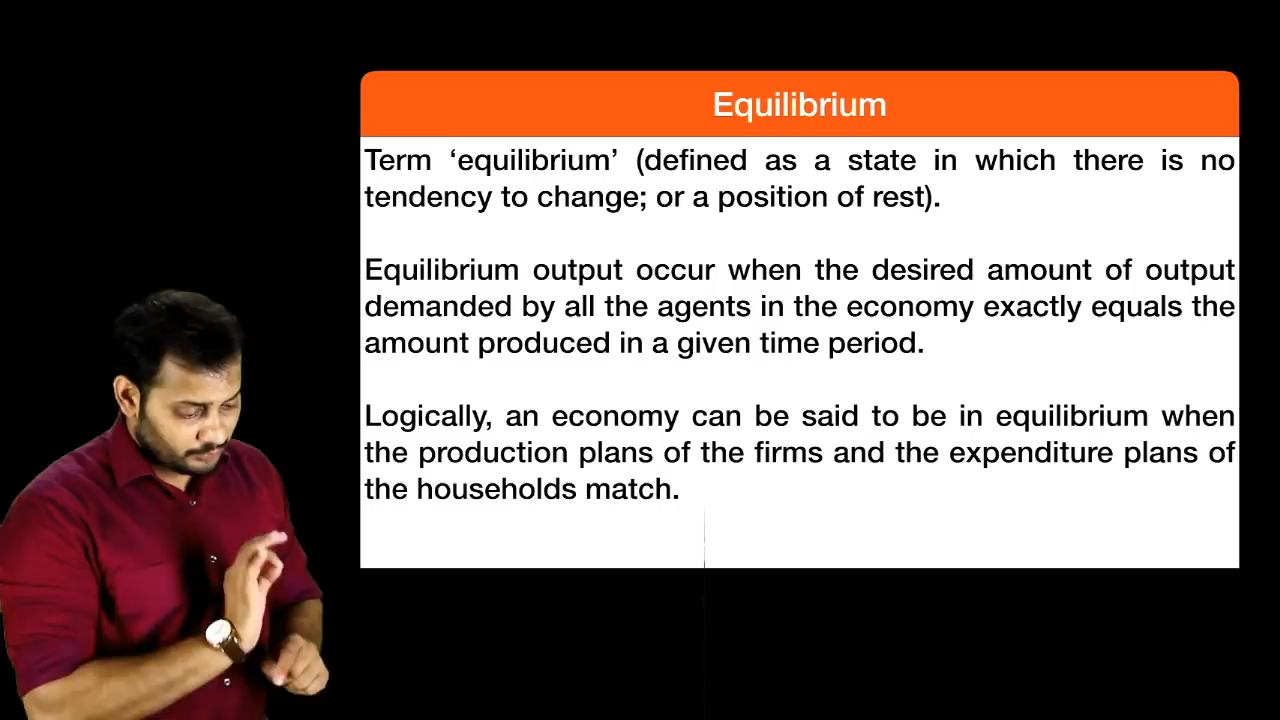 Equilibrium
Term ‘equilibrium’ (defined as a state in which there is no
tendency to change; or a position of rest).
Equilibrium output occur when the desired amount of output
demanded by all the agents in the economy exactly equals the
amount produced in a given time period.
Logically, an economy can be said to be in equilibrium when
the production plans of the firms and the expenditure plans of
the households match.